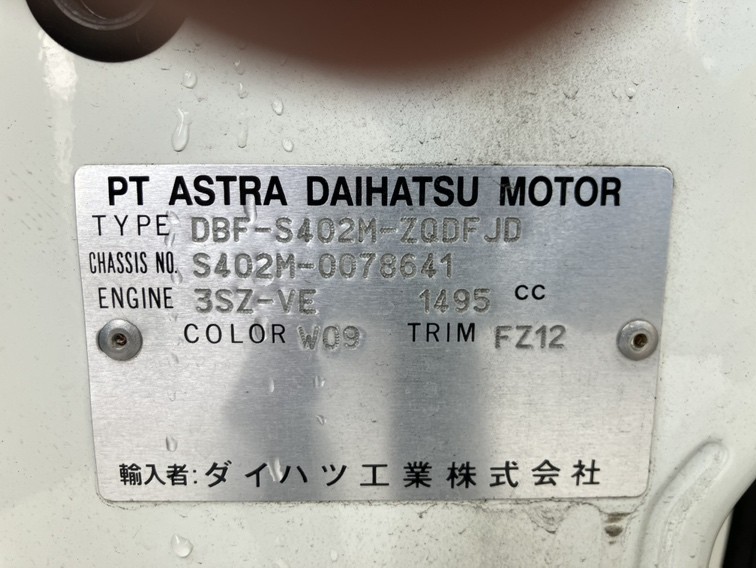 PT ASTRA DAIHATSU MOTOR
TYPE DBF-S402M-ZQDFJD
CHASSIS NO. S402M-0078641
ENGINE 3SZ-VE 1495 CC
COLOR W09 TRIM FZ12
輸入者:ダイハツ工業株式会社